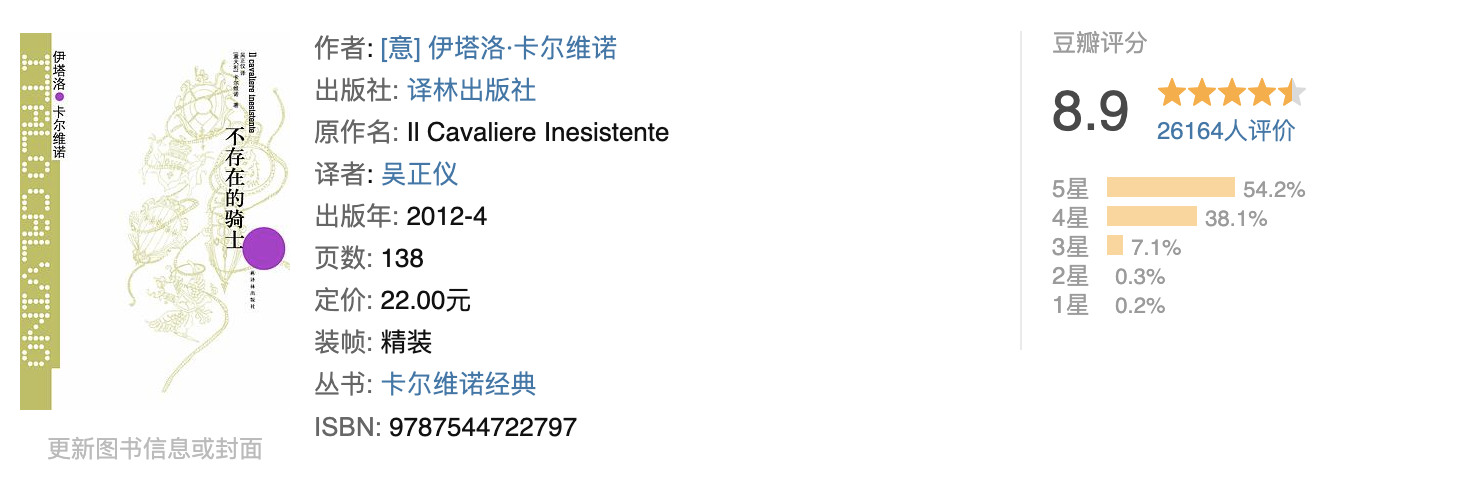 ITALO CALVINO
伊塔洛●卡尔维诺
Il cavaliere inesistente
吴正仪 译
[意大利] 卡尔维诺 著
不存在的骑士
译林出版社
更新图书信息或封面
作者: [意] 伊塔洛·卡尔维诺
出版社: 译林出版社
原作名: Il Cavaliere Inesistente
译者: 吴正仪
出版年: 2012-4
页数: 138
定价: 22.00元
装帧: 精装
丛书: 卡尔维诺经典
ISBN: 9787544722797
豆瓣评分
8.9
26164人评价
5星 54.2%
4星 38.1%
3星 7.1%
2星 0.3%
1星 0.2%